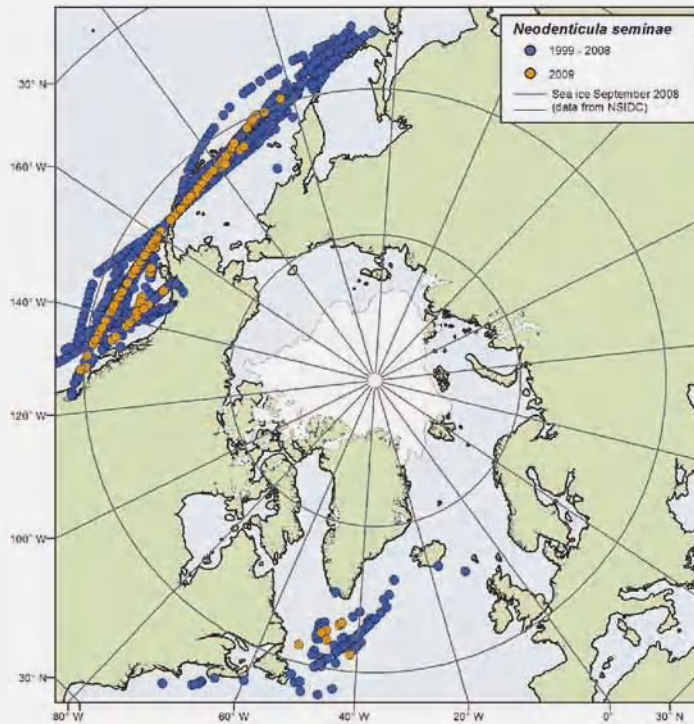 Neodenticula seminae
1999 - 2008
2009
Sea ice September 2008
(data from NSIDC)
30° N
160° W
140° W
120° W
100° W
30° N
80° W
60° W
40° W
20° W
0°
30° N